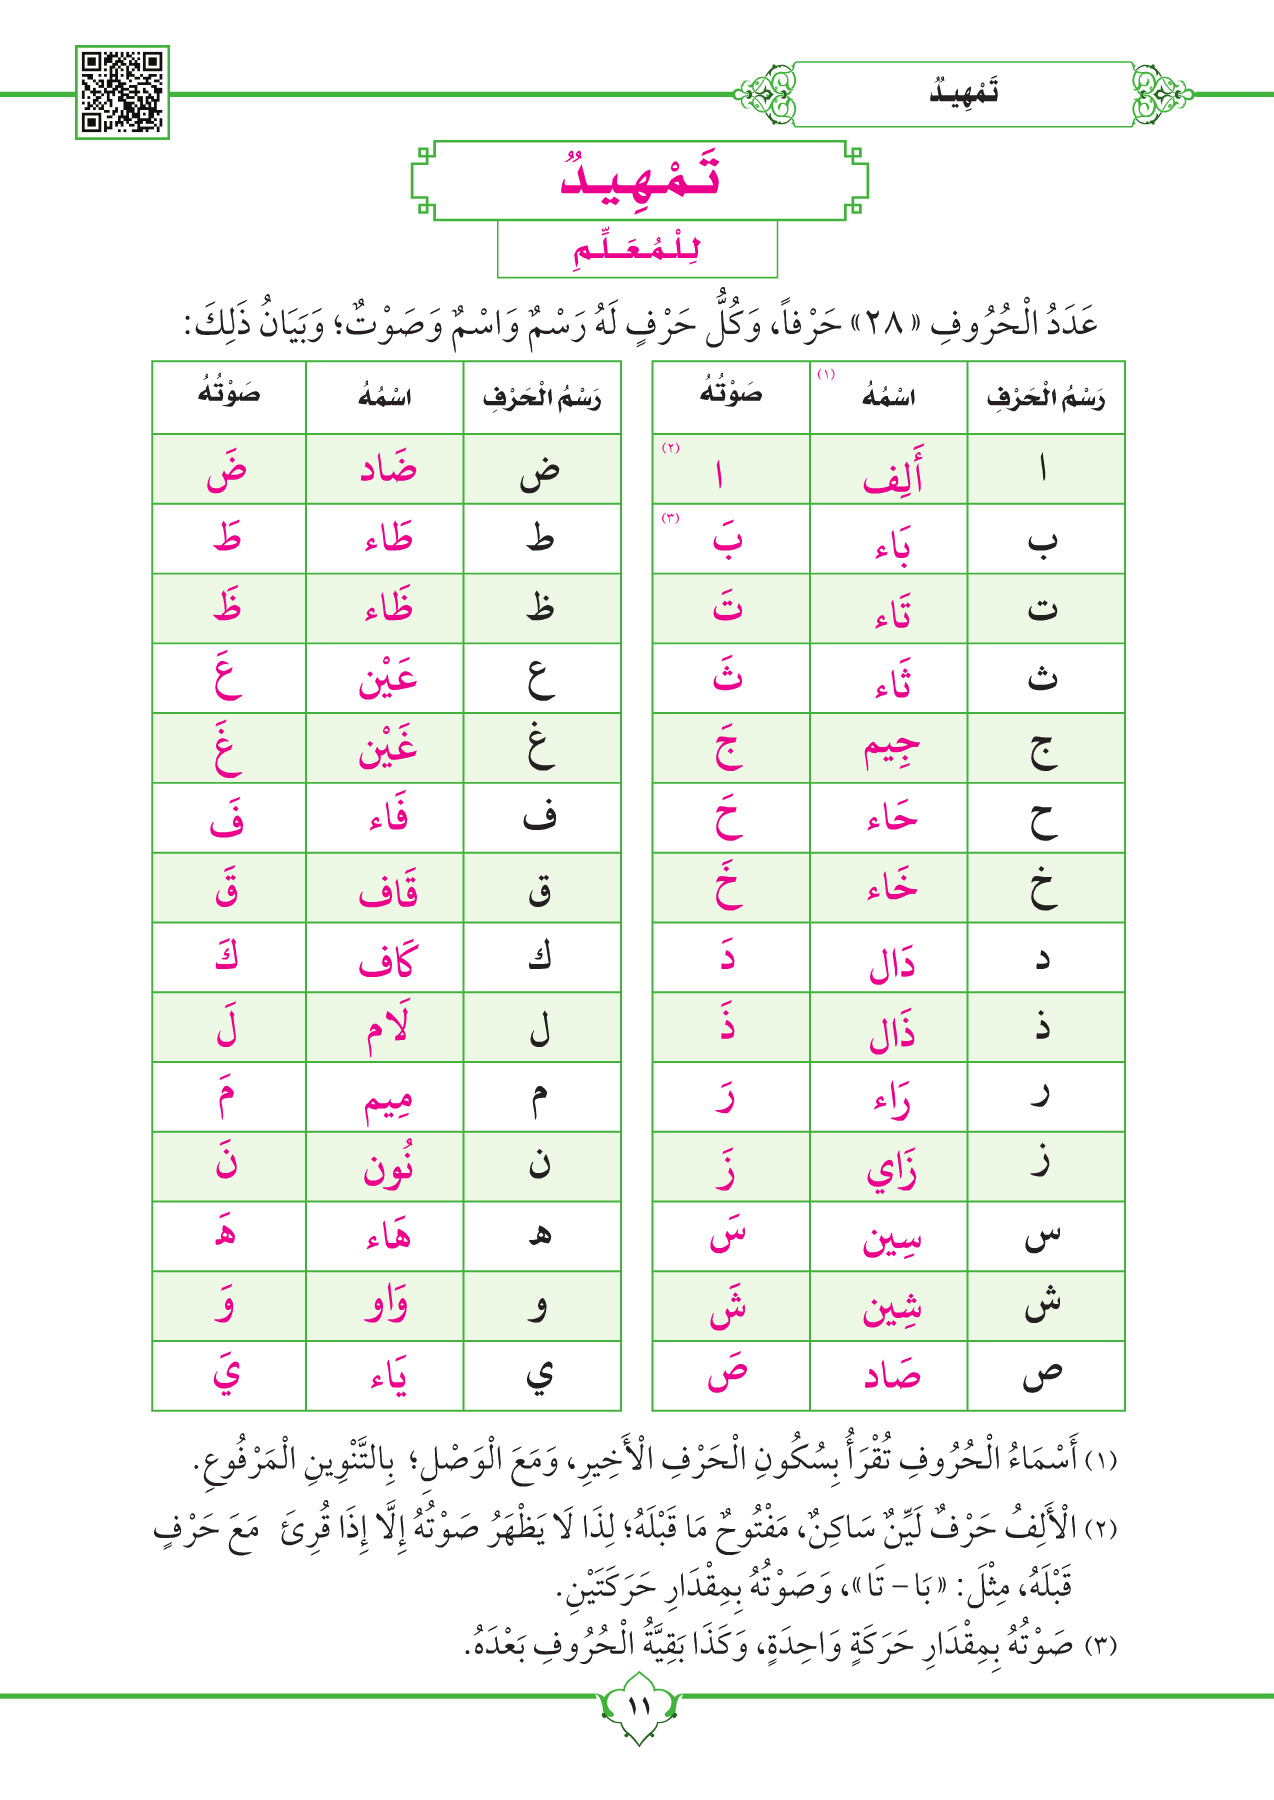 تَمْهِيدٌ
تَمْهِيدٌ
لِلْمُعَلِّمِ
عَدَدُ الْحُرُوفِ «٢٨» حَرْفاً، وَكُلُّ حَرْفٍ لَهُ رَسْمٌ وَاسْمٌ وَصَوْتٌ؛ وَبَيَانُ ذَلِكَ:
رَسْمُ الْحَرْفِ اسْمُهُ (١) صَوْتُهُ
ا أَلِف ا (٢)
ب بَاء بَ (٣)
ت تَاء تَ
ث ثَاء ثَ
ج جِيم جَ
ح حَاء حَ
خ خَاء خَ
د دَال دَ
ذ ذَال ذَ
ر رَاء رَ
ز زَاي زَ
س سِين سَ
ش شِين شَ
ص صَاد صَ
رَسْمُ الْحَرْفِ اسْمُهُ صَوْتُهُ
ض ضَاد ضَ
ط طَاء طَ
ظ ظَاء ظَ
ع عَيْن عَ
غ غَيْن غَ
ف فَاء فَ
ق قَاف قَ
ك كَاف كَ
ل لَام لَ
م مِيم مَ
ن نُون نَ
ه هَاء هَ
و وَاو وَ
ي يَاء يَ
(١) أَسْمَاءُ الْحُرُوفِ تُقْرَأُ بِسُكُونِ الْحَرْفِ الْأَخِيرِ، وَمَعَ الْوَصْلِ؛ بِالتَّنْوِينِ الْمَرْفُوعِ.
(٢) الْأَلِفُ حَرْفٌ لَيِّنٌ سَاكِنٌ، مَفْتُوحٌ مَا قَبْلَهُ؛ لِذَا لَا يَظْهَرُ صَوْتُهُ إِلَّا إِذَا قُرِئَ مَعَ حَرْفٍ
قَبْلَهُ، مِثْلَ: «بَا – تَا»، وَصَوْتُهُ بِمِقْدَارِ حَرَكَتَيْنِ.
(٣) صَوْتُهُ بِمِقْدَارِ حَرَكَةٍ وَاحِدَةٍ، وَكَذَا بَقِيَّةُ الْحُرُوفِ بَعْدَهُ.
١١